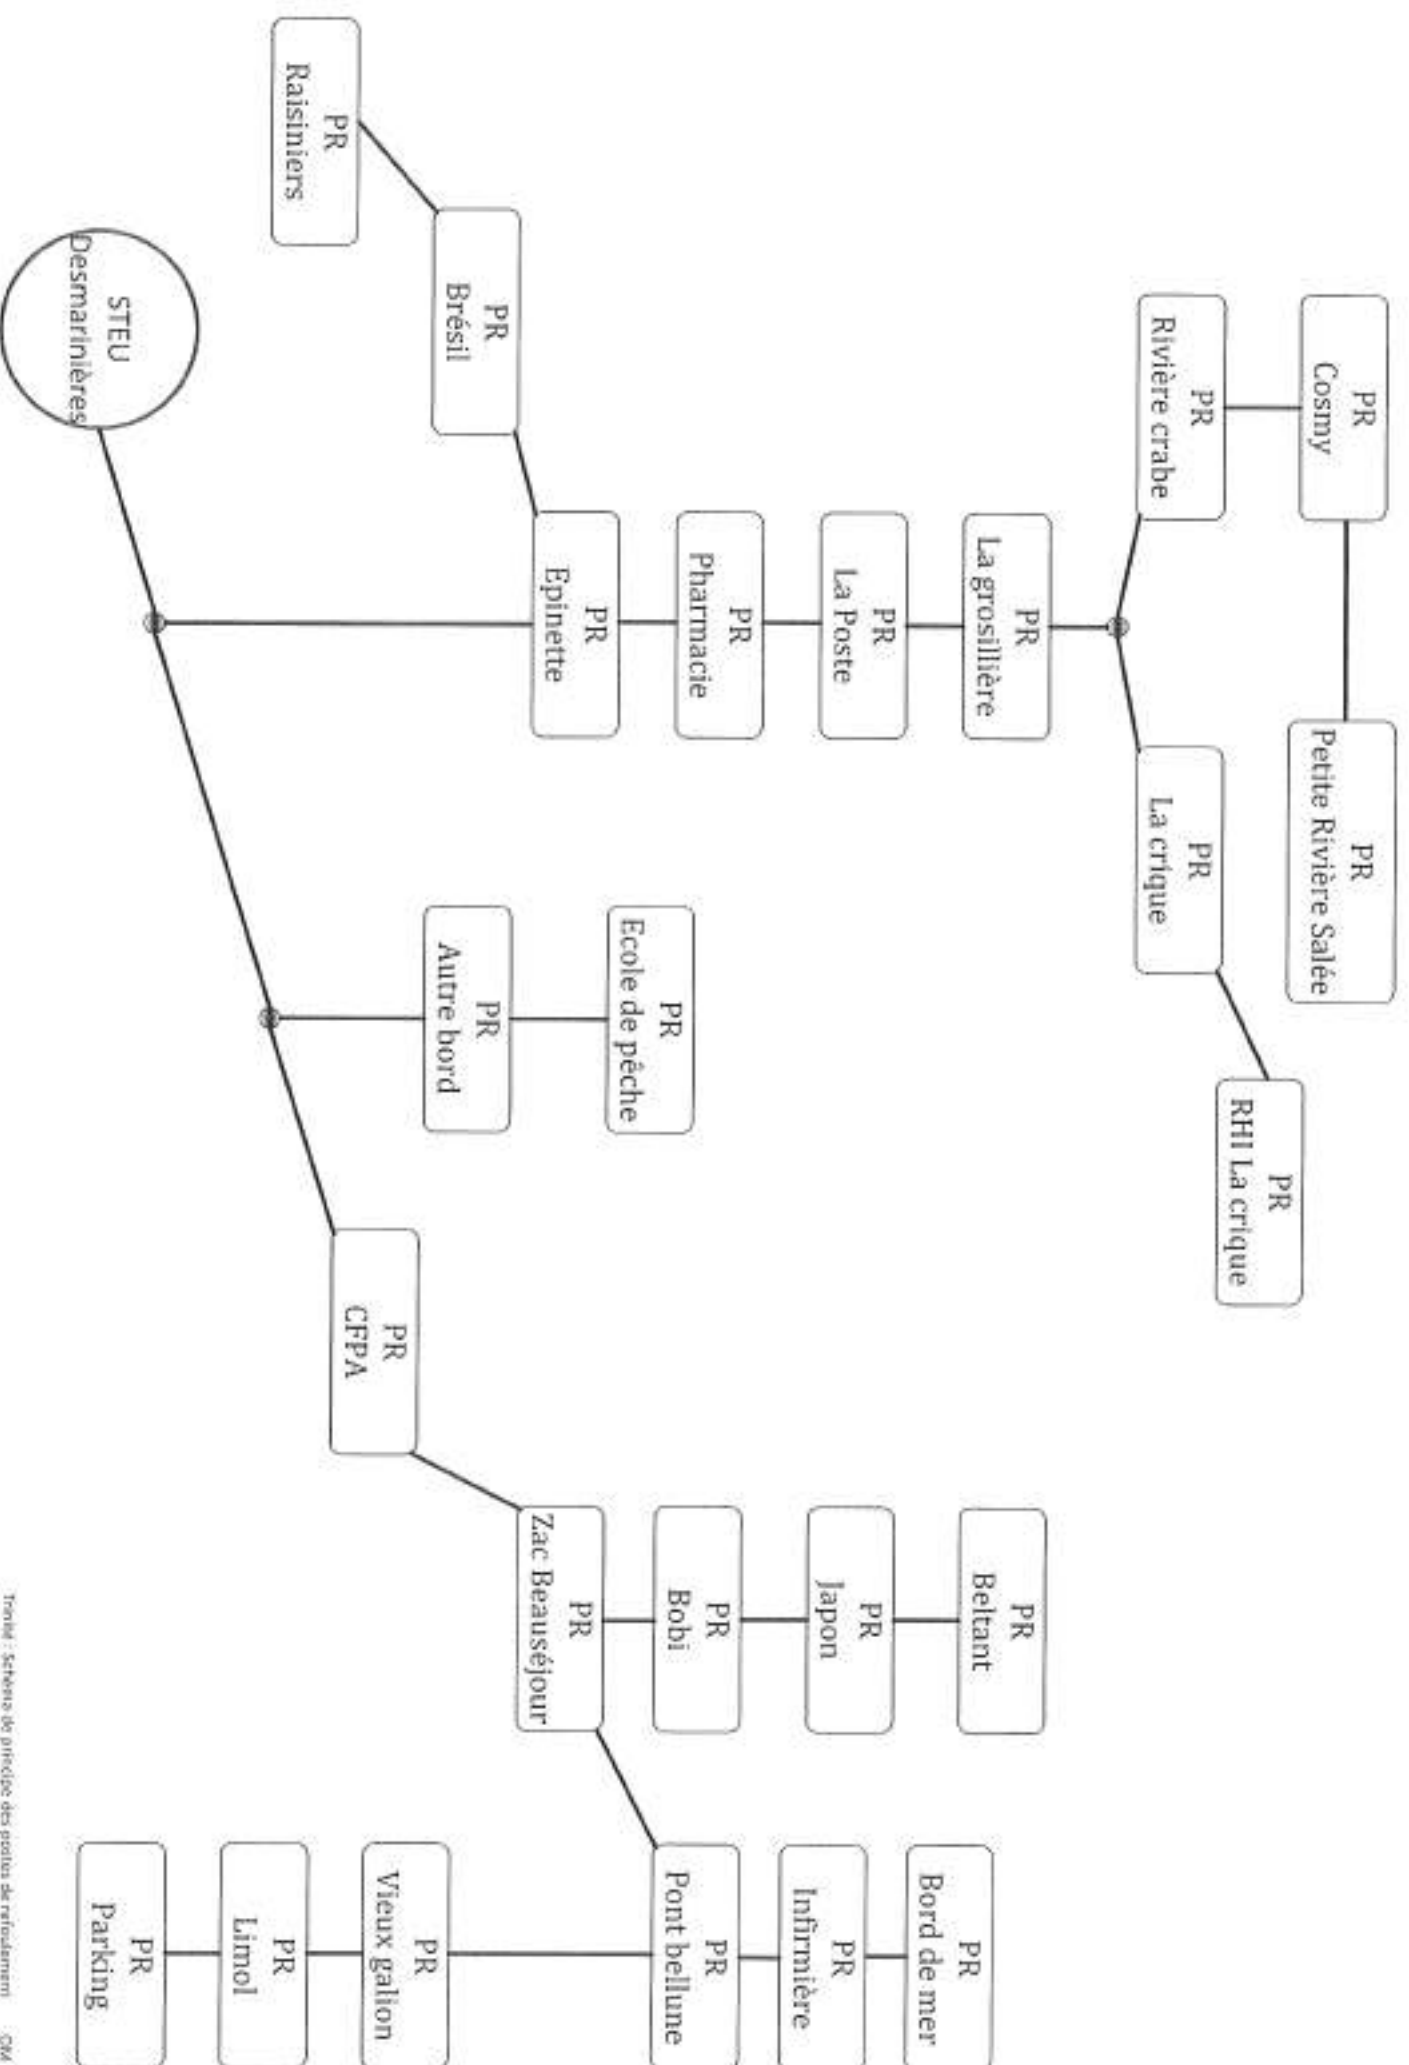 PR
Cosmy
PR
Petite Rivière Salée
PR
RHI La crique
PR
Rivière crabe
PR
La crique
PR
La grosillière
PR
Beltant
PR
Bord de mer
PR
La Poste
PR
Japon
PR
Infirmière
PR
Pharmacie
PR
Bobi
PR
Pont bellune
PR
Ecole de pêche
PR
Epinette
PR
Zac Beauséjour
PR
Brésil
PR
Autre bord
PR
Vieux galion
PR
CFPA
PR
Raisiniers
PR
Limol
PR
Parking
STEU
Desmarinières
Trinité : Schéma de principe des postes de refoulement